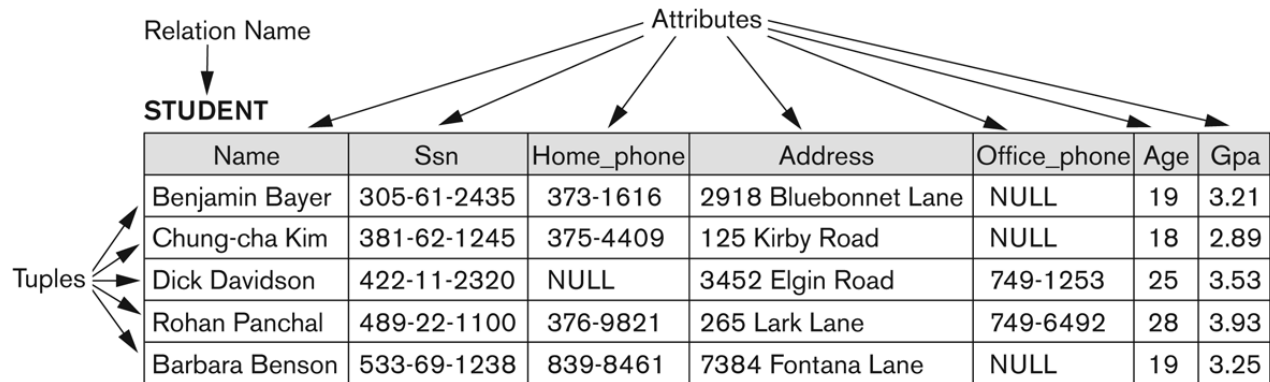 Relation Name
Attributes
STUDENT
Name Ssn Home_phone Address Office_phone Age Gpa
Benjamin Bayer 305-61-2435 373-1616 2918 Bluebonnet Lane NULL 19 3.21
Chung-cha Kim 381-62-1245 375-4409 125 Kirby Road NULL 18 2.89
Tuples
Dick Davidson 422-11-2320 NULL 3452 Elgin Road 749-1253 25 3.53
Rohan Panchal 489-22-1100 376-9821 265 Lark Lane 749-6492 28 3.93
Barbara Benson 533-69-1238 839-8461 7384 Fontana Lane NULL 19 3.25